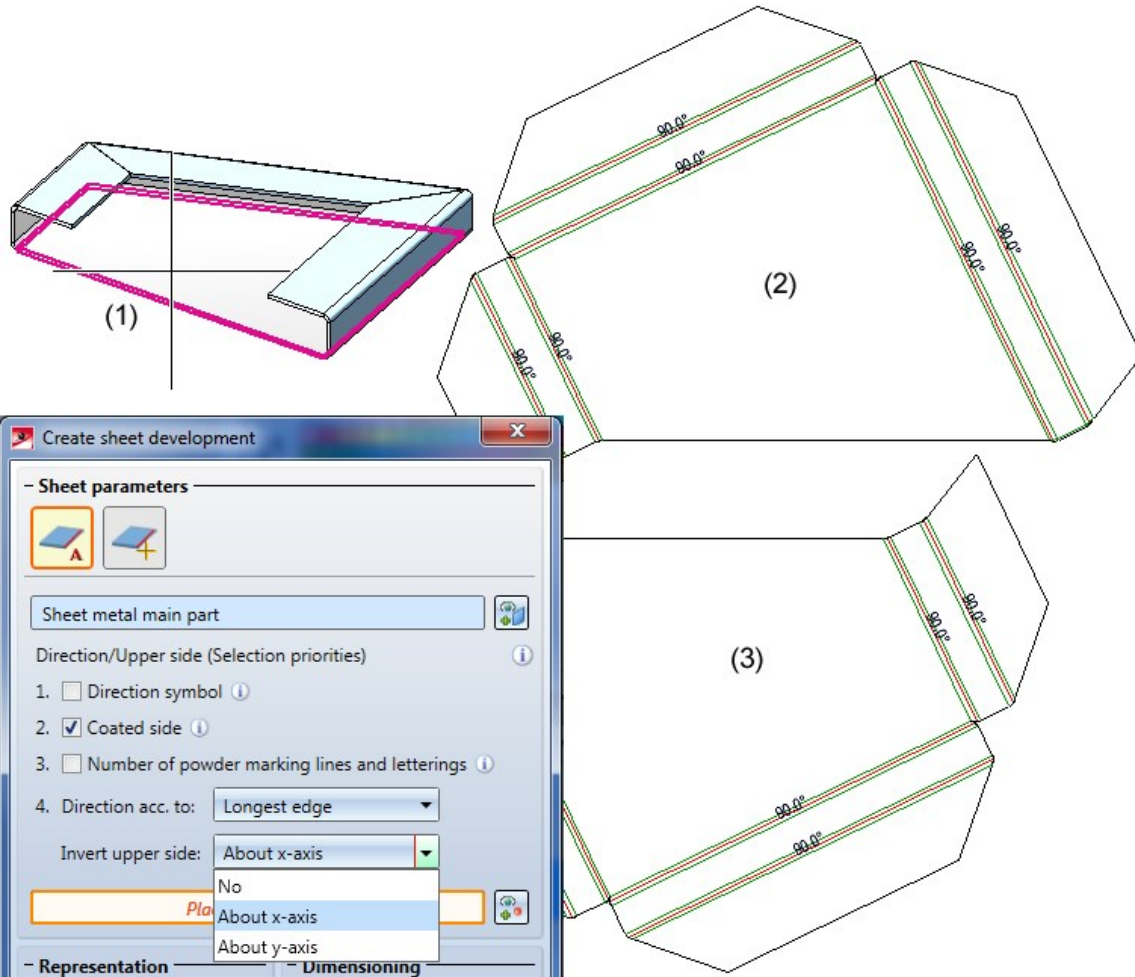 90.0°
90.0°
90.0°
90.0°
(2)
(1)
90.0°
90.0°
Create sheet development
Sheet parameters
A
Sheet metal main part
Direction/Upper side (Selection priorities)
1. Direction symbol
2. Coated side
3. Number of powder marking lines and letterings
4. Direction acc. to: Longest edge
Invert upper side: About x-axis
No
About x-axis
About y-axis
Representation
Dimensioning
90.0°
90.0°
(3)
90.0°
90.0°